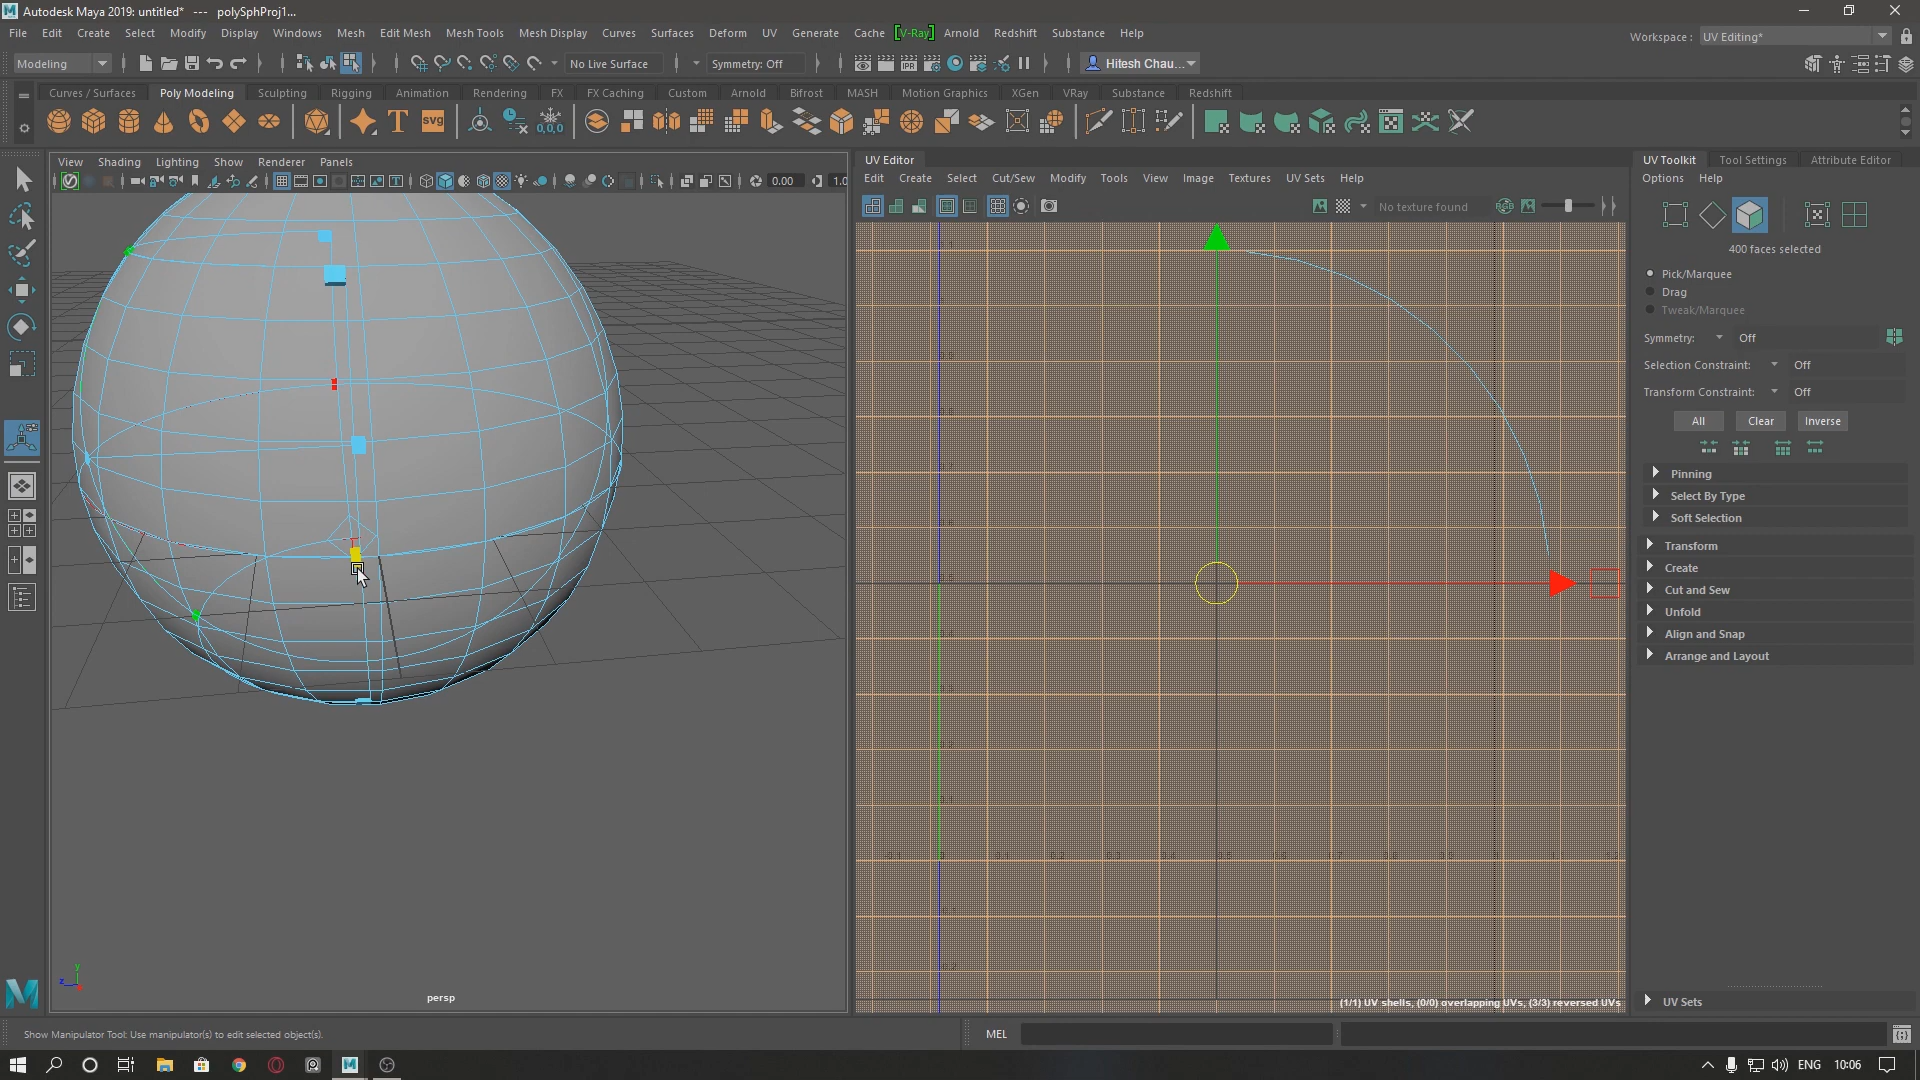 Autodesk Maya 2019: untitled* --- polySphProj1...
File Edit Create Select Modify Display Windows Mesh Edit Mesh Mesh Tools Mesh Display Curves Surfaces Deform UV Generate Cache [V-Ray] Arnold Redshift Substance Help
Workspace : UV Editing*
Modeling No Live Surface Symmetry: Off Hitesh Chau...
Curves / Surfaces Poly Modeling Sculpting Rigging Animation Rendering FX FX Caching Custom Arnold Bifrost MASH Motion Graphics XGen VRay Substance Redshift
T svg 0,0,0
View Shading Lighting Show Renderer Panels
0.00 1.0
UV Editor
Edit Create Select Cut/Sew Modify Tools View Image Textures UV Sets Help
No texture found
UV Toolkit Tool Settings Attribute Editor
Options Help
400 faces selected
Pick/Marquee
Drag
Tweak/Marquee
Symmetry: Off
Selection Constraint: Off
Transform Constraint: Off
All Clear Inverse
Pinning
Select By Type
Soft Selection
Transform
Create
Cut and Sew
Unfold
Align and Snap
Arrange and Layout
UV Sets
persp
y
z
(1/1) UV shells, (0/0) overlapping UVs, (3/3) reversed UVs
Show Manipulator Tool: Use manipulator(s) to edit selected object(s).
MEL
ENG 10:06